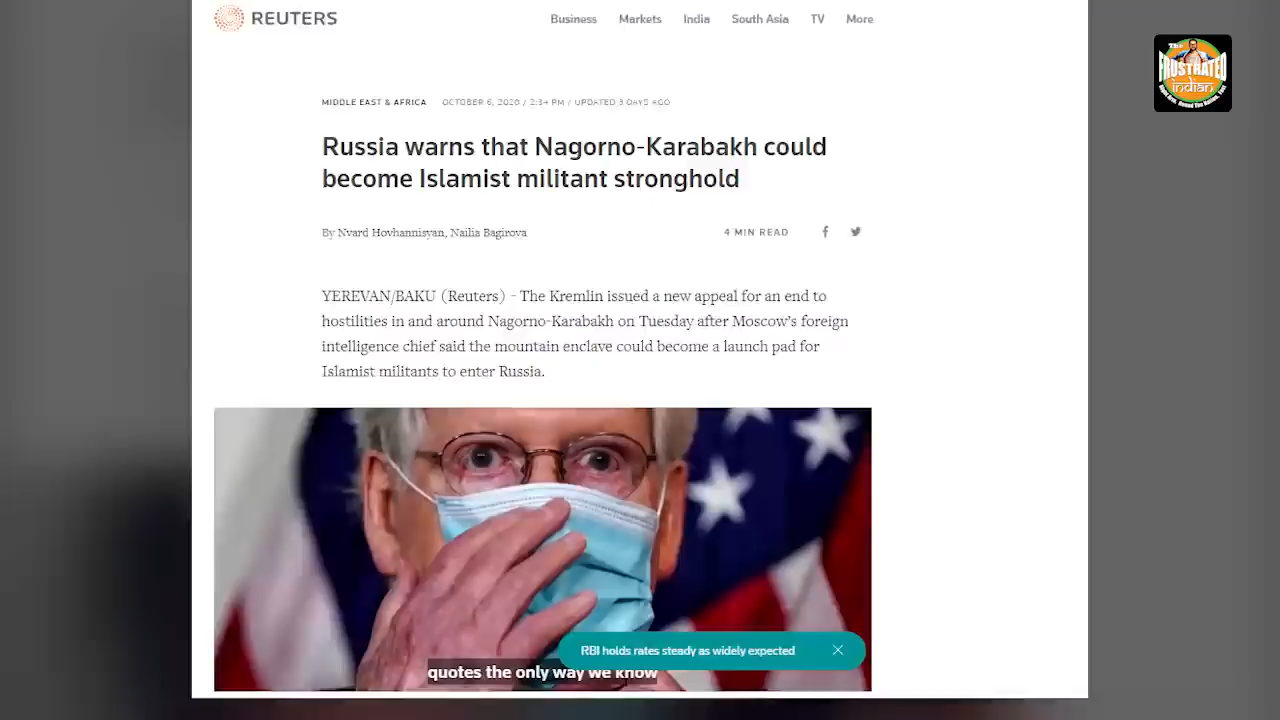 REUTERS
Business Markets India South Asia TV More
The
FRUSTRATED
indian
MIDDLE EAST & AFRICA OCTOBER 6, 2020 / 2:34 PM / UPDATED 3 DAYS AGO
Russia warns that Nagorno-Karabakh could
become Islamist militant stronghold
By Nvard Hovhannisyan, Nailia Bagirova
4 MIN READ
YEREVAN/BAKU (Reuters) - The Kremlin issued a new appeal for an end to
hostilities in and around Nagorno-Karabakh on Tuesday after Moscow's foreign
intelligence chief said the mountain enclave could become a launch pad for
Islamist militants to enter Russia.
RBI holds rates steady as widely expected
quotes the only way we know